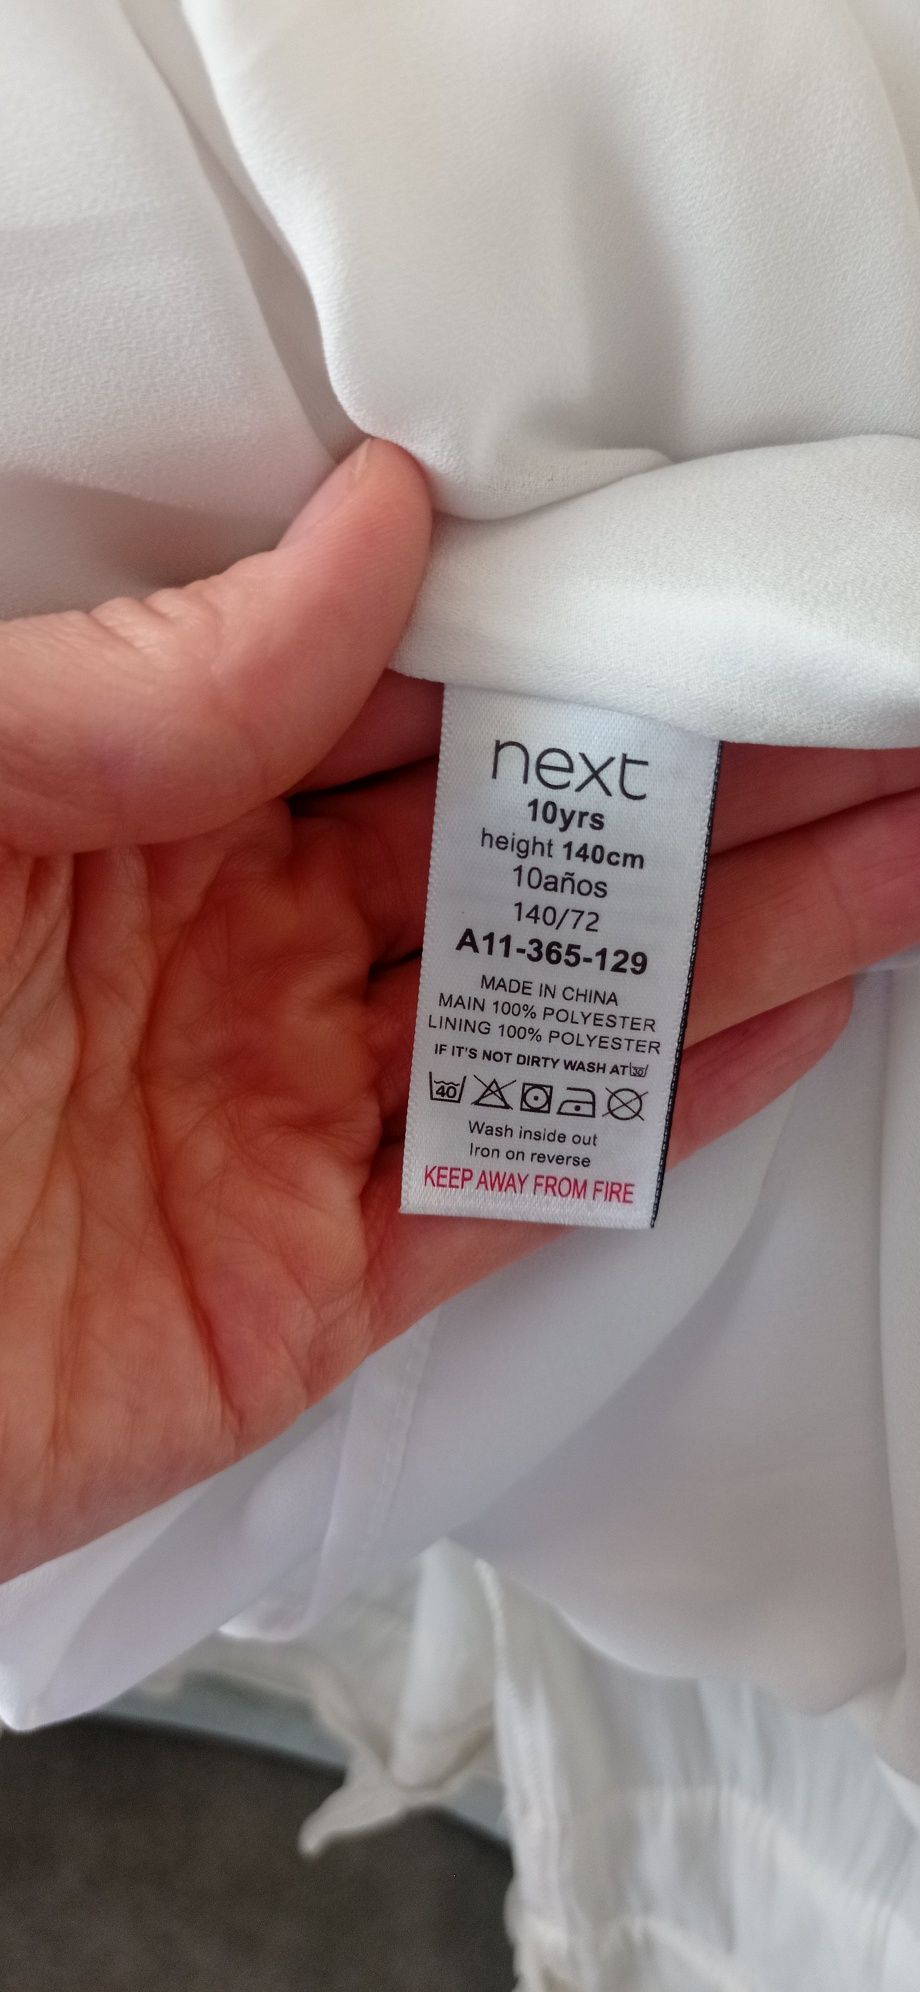 next
10yrs
height 140cm
10años
140/72
A11-365-129
MADE IN CHINA
MAIN 100% POLYESTER
LINING 100% POLYESTER
IF IT'S NOT DIRTY WASH AT 30
40
Wash inside out
Iron on reverse
KEEP AWAY FROM FIRE